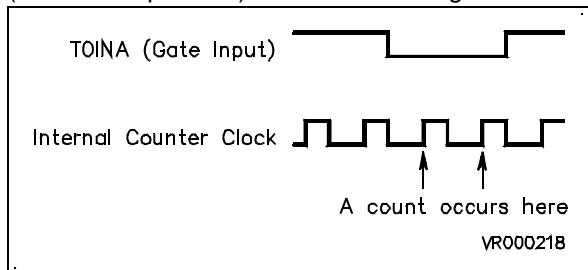 TOINA (Gate Input)
Internal Counter Clock
A count occurs here
VR000218